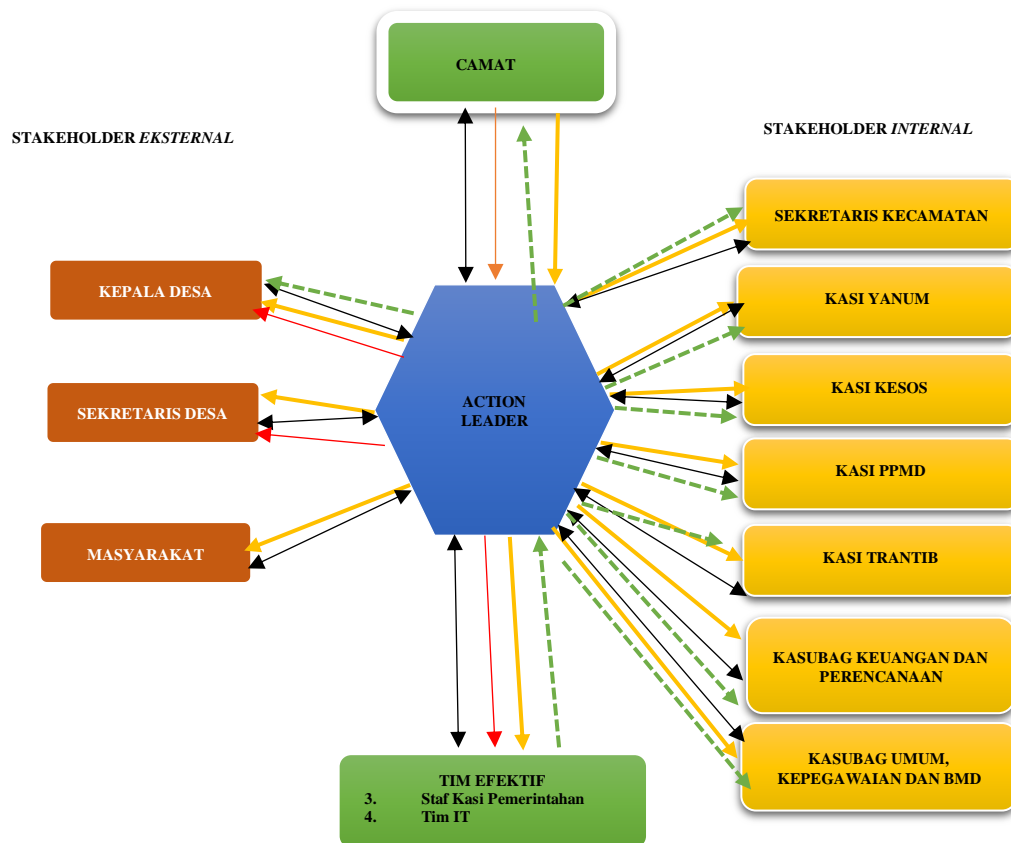 CAMAT
STAKEHOLDER EKSTERNAL
STAKEHOLDER INTERNAL
SEKRETARIS KECAMATAN
KEPALA DESA
KASI YANUM
SEKRETARIS DESA
ACTION
LEADER
KASI KESOS
KASI PPMD
MASYARAKAT
KASI TRANTIB
KASUBAG KEUANGAN DAN
PERENCANAAN
KASUBAG UMUM,
KEPEGAWAIAN DAN BMD
TIM EFEKTIF
3. Staf Kasi Pemerintahan
4. Tim IT